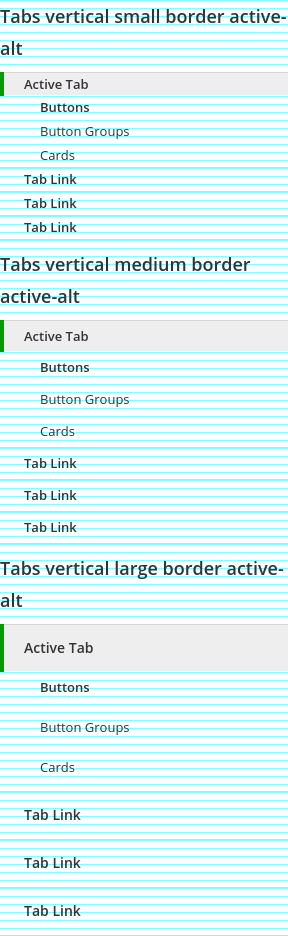 Tabs vertical small border active-
alt
Active Tab
Buttons
Button Groups
Cards
Tab Link
Tab Link
Tab Link
Tabs vertical medium border
active-alt
Active Tab
Buttons
Button Groups
Cards
Tab Link
Tab Link
Tab Link
Tabs vertical large border active-
alt
Active Tab
Buttons
Button Groups
Cards
Tab Link
Tab Link
Tab Link